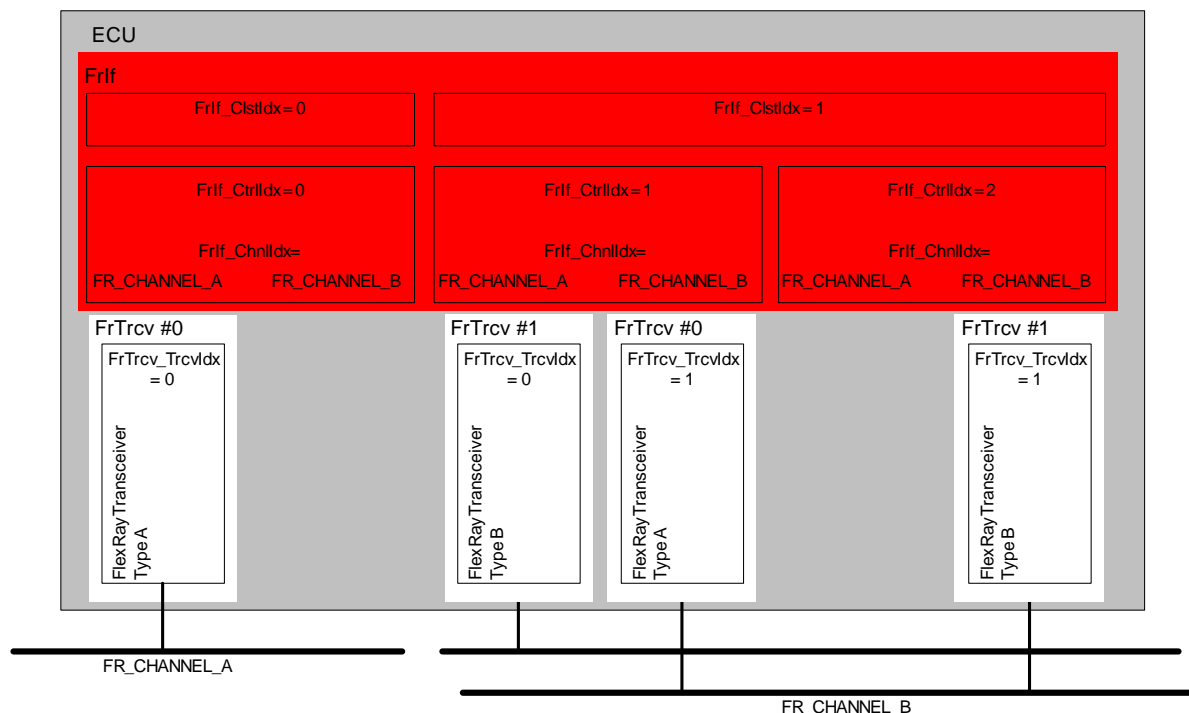 ECU
FrIf
FrIf_ClstIdx=0
FrIf_ClstIdx=1
FrIf_CtrlIdx=0
FrIf_CtrlIdx=1
FrIf_CtrlIdx=2
FrIf_ChnlIdx=
FrIf_ChnlIdx=
FrIf_ChnlIdx=
FR_CHANNEL_A
FR_CHANNEL_B
FR_CHANNEL_A
FR_CHANNEL_B
FR_CHANNEL_A
FR_CHANNEL_B
FrTrcv #0
FrTrcv_TrcvIdx
= 0
FlexRayTransceiver
Type A
FrTrcv #1
FrTrcv_TrcvIdx
= 0
FlexRayTransceiver
Type B
FrTrcv #0
FrTrcv_TrcvIdx
= 1
FlexRayTransceiver
Type A
FrTrcv #1
FrTrcv_TrcvIdx
= 1
FlexRayTransceiver
Type B
FR_CHANNEL_A
FR_CHANNEL_B